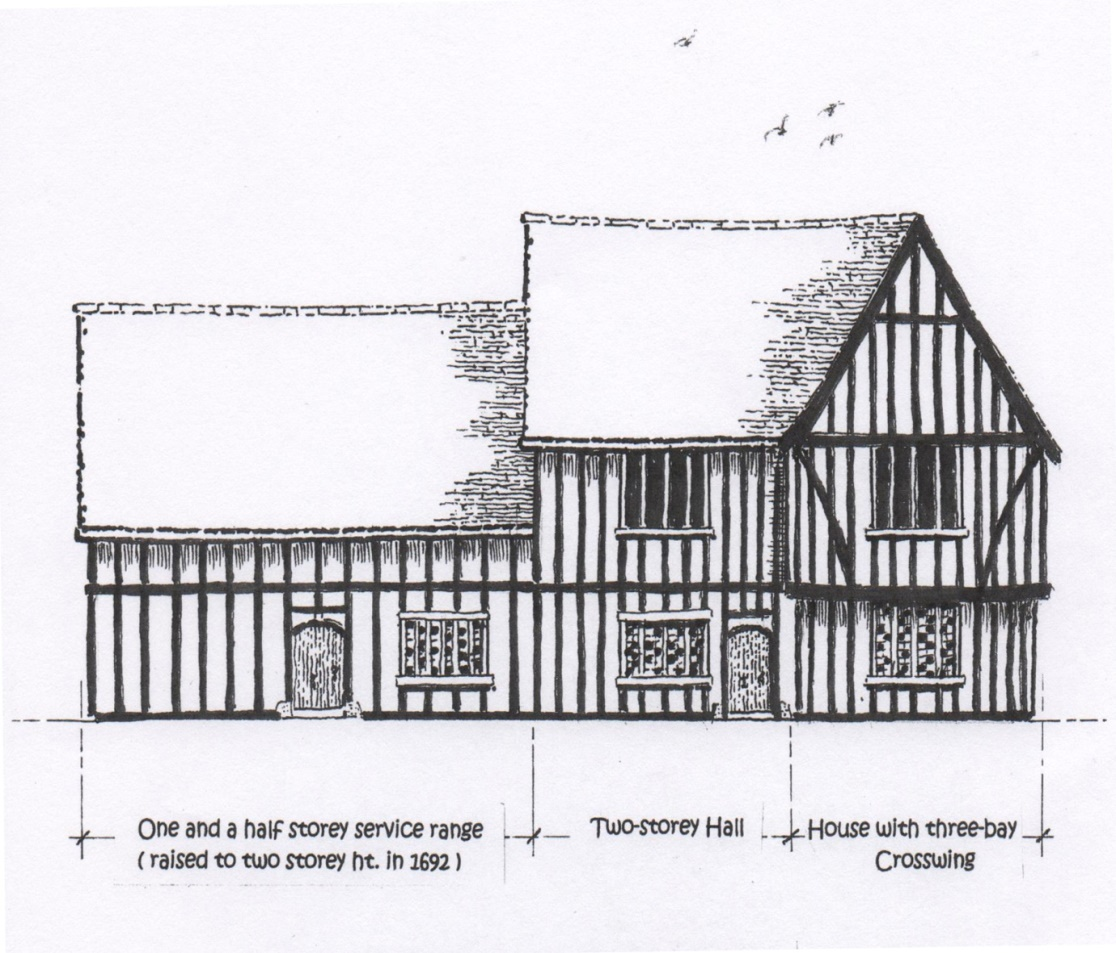 One and a half storey service range
( raised to two storey ht. in 1692 )
Two-storey Hall
House with three-bay
Crosswing